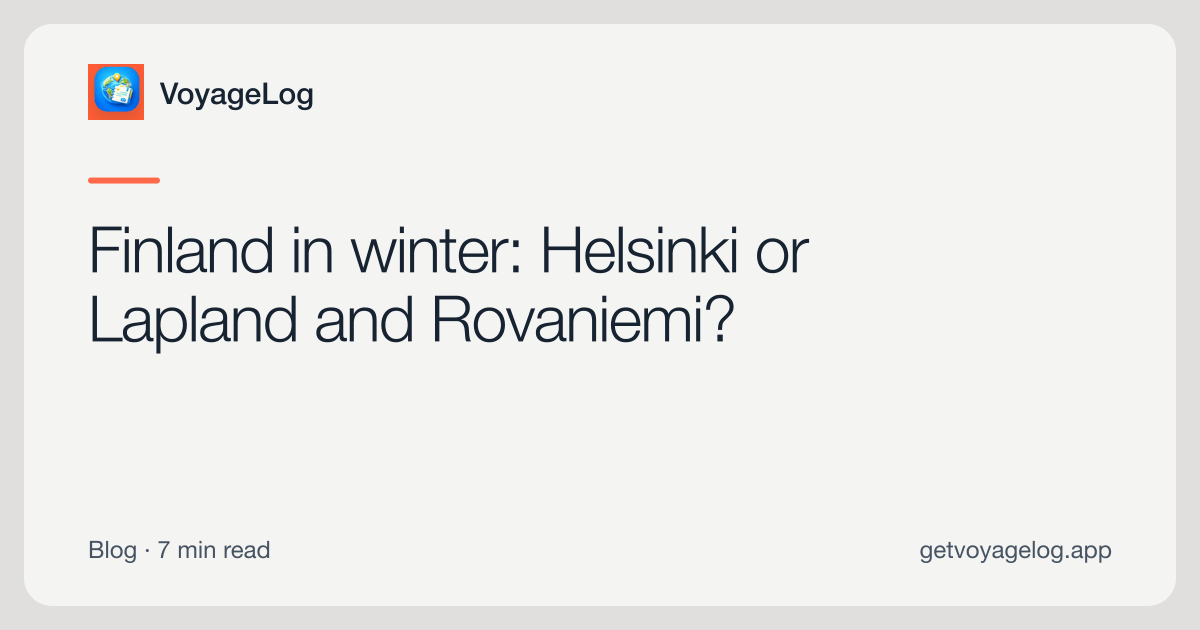 VoyageLog
Finland in winter: Helsinki or
Lapland and Rovaniemi?
Blog · 7 min read
getvoyagelog.app